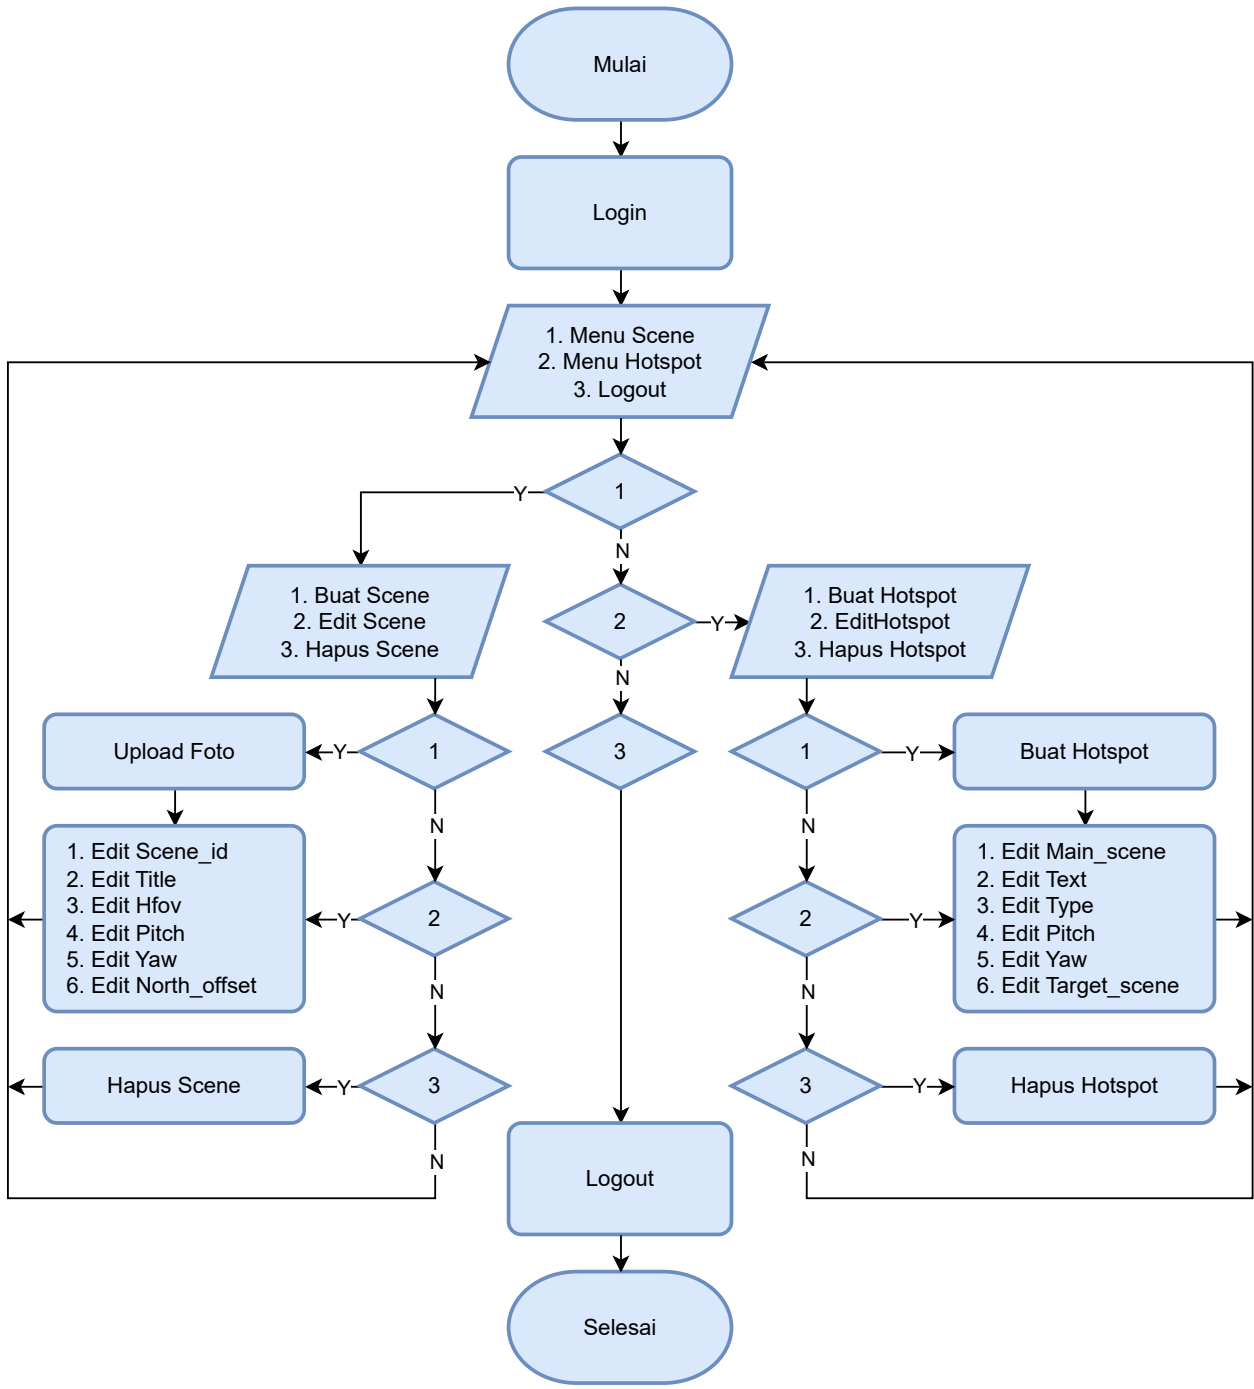 Mulai
Login
1. Menu Scene
2. Menu Hotspot
3. Logout
1
Y
N
1. Buat Scene
2. Edit Scene
3. Hapus Scene
2
Y
1. Buat Hotspot
2. EditHotspot
3. Hapus Hotspot
N
Upload Foto
Y
1
3
1
Y
Buat Hotspot
N
N
1. Edit Scene_id
2. Edit Title
3. Edit Hfov
4. Edit Pitch
5. Edit Yaw
6. Edit North_offset
Y
2
2
Y
1. Edit Main_scene
2. Edit Text
3. Edit Type
4. Edit Pitch
5. Edit Yaw
6. Edit Target_scene
N
N
Hapus Scene
Y
3
3
Y
Hapus Hotspot
N
N
Logout
Selesai